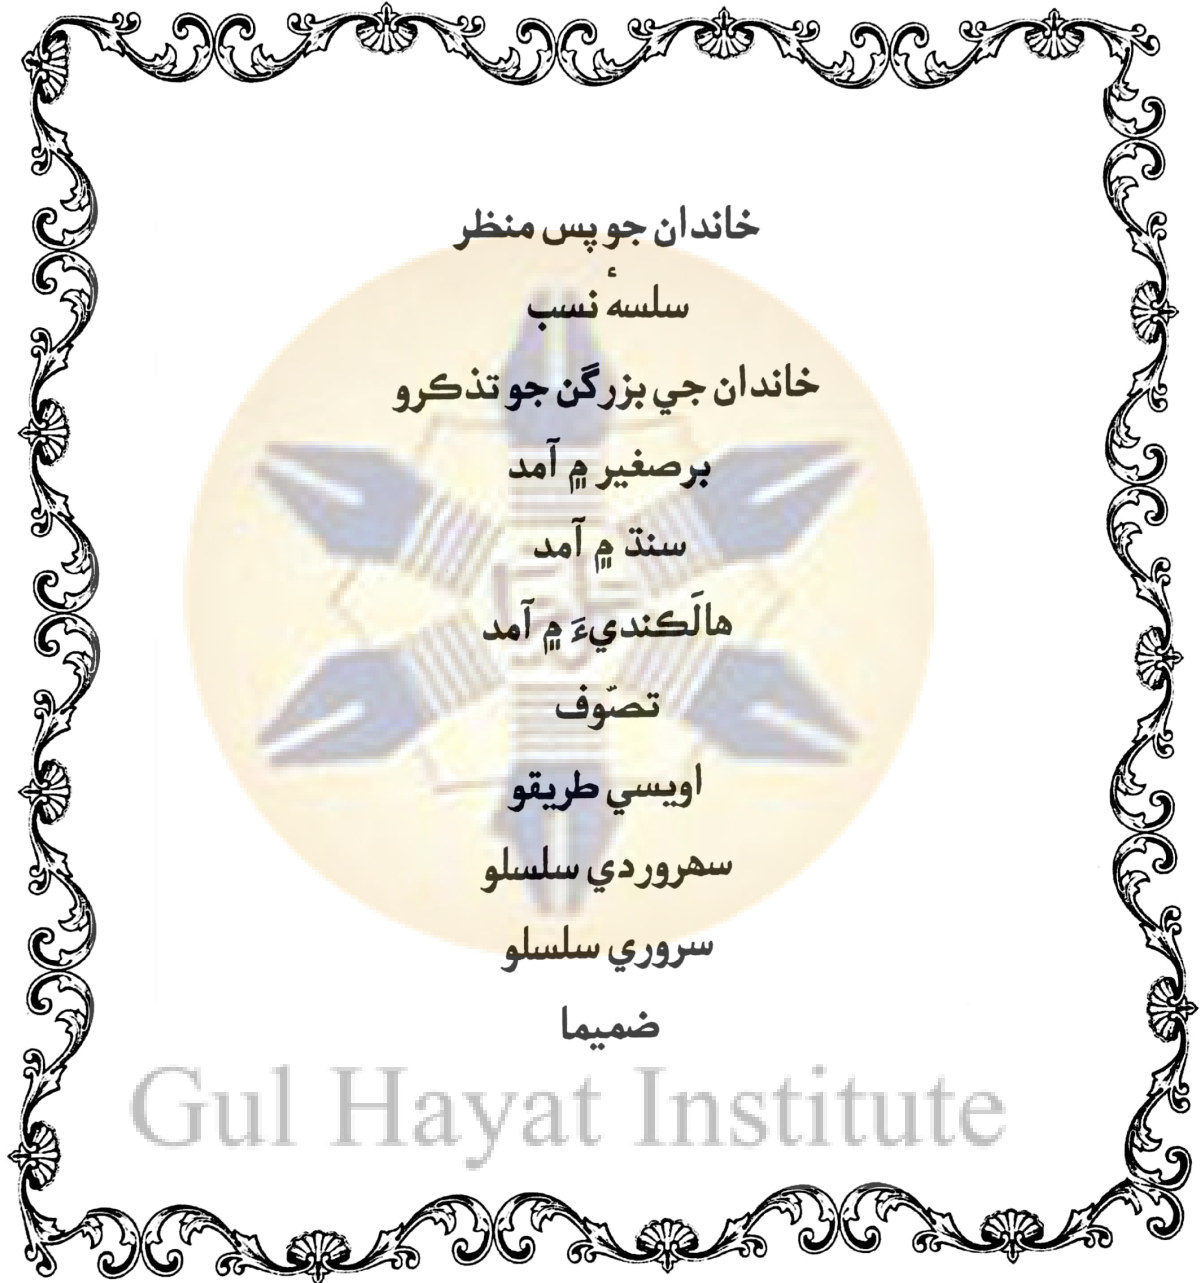 خاندان جو پس منظر
سلسهٔ نسب
خاندان جي بزرگن جو تذڪرو
برصغير ۾ آمد
سنڌ ۾ آمد
هالَڪنديءَ ۾ آمد
تصّوف
اويسي طريقو
سهروردي سلسلو
سروري سلسلو
ضميما
Gul Hayat Institute